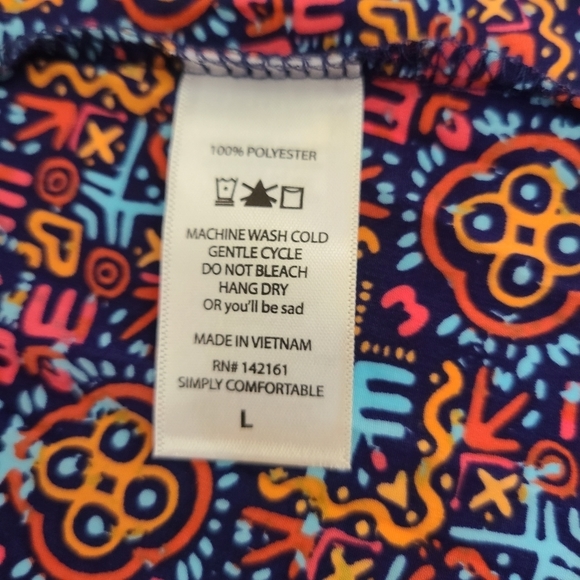 100% POLYESTER
MACHINE WASH COLD
GENTLE CYCLE
DO NOT BLEACH
HANG DRY
OR you'll be sad
MADE IN VIETNAM
RN# 142161
SIMPLY COMFORTABLE
L